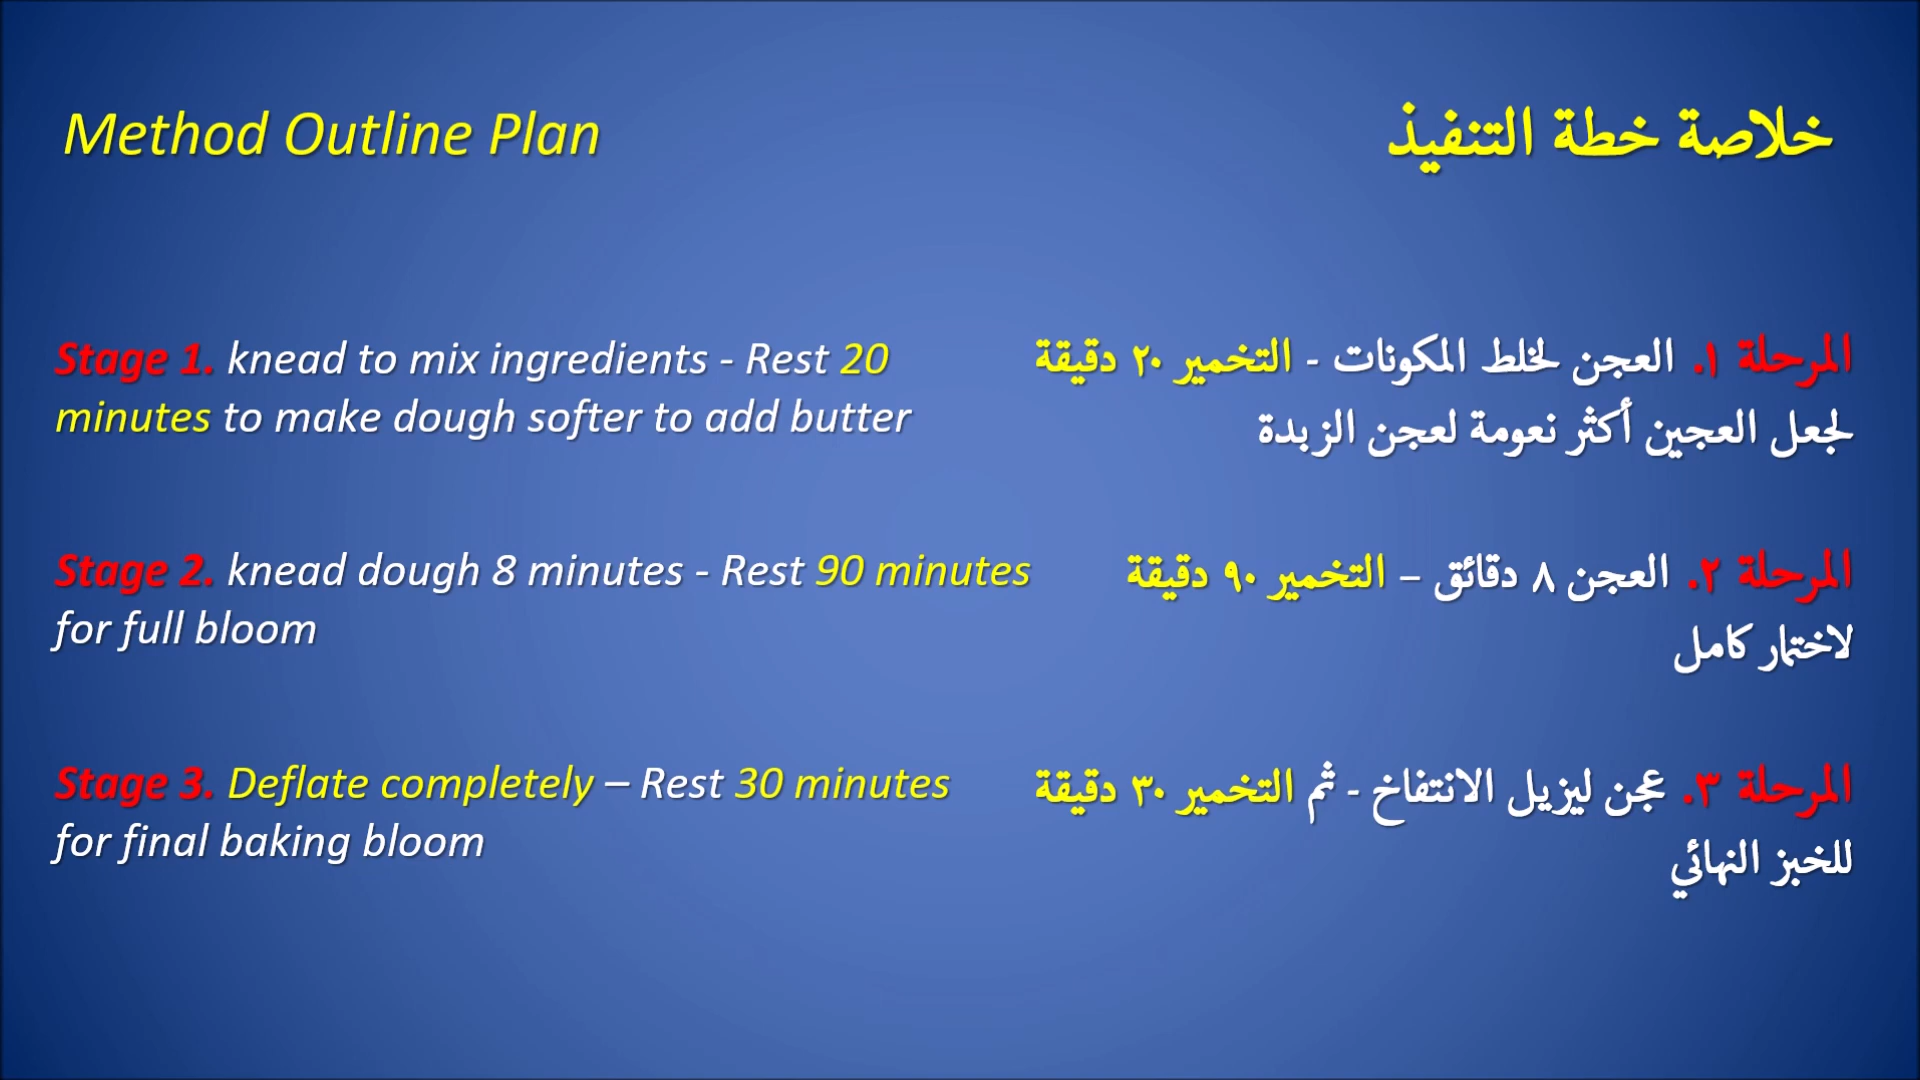 Method Outline Plan
خلاصة خطة التنفيذ
Stage 1. knead to mix ingredients - Rest 20
minutes to make dough softer to add butter
المرحلة ١. العجن لخلط المكونات - التخمير ٢٠ دقيقة
لجعل العجين أكثر نعومة لعجن الزبدة
Stage 2. knead dough 8 minutes - Rest 90 minutes
for full bloom
المرحلة ٢. العجن ٨ دقائق – التخمير ٩٠ دقيقة
لاختمار كامل
Stage 3. Deflate completely – Rest 30 minutes
for final baking bloom
المرحلة ٣. عجن ليزيل الانتفاخ - ثم التخمير ٣٠ دقيقة
للخبز النهائي